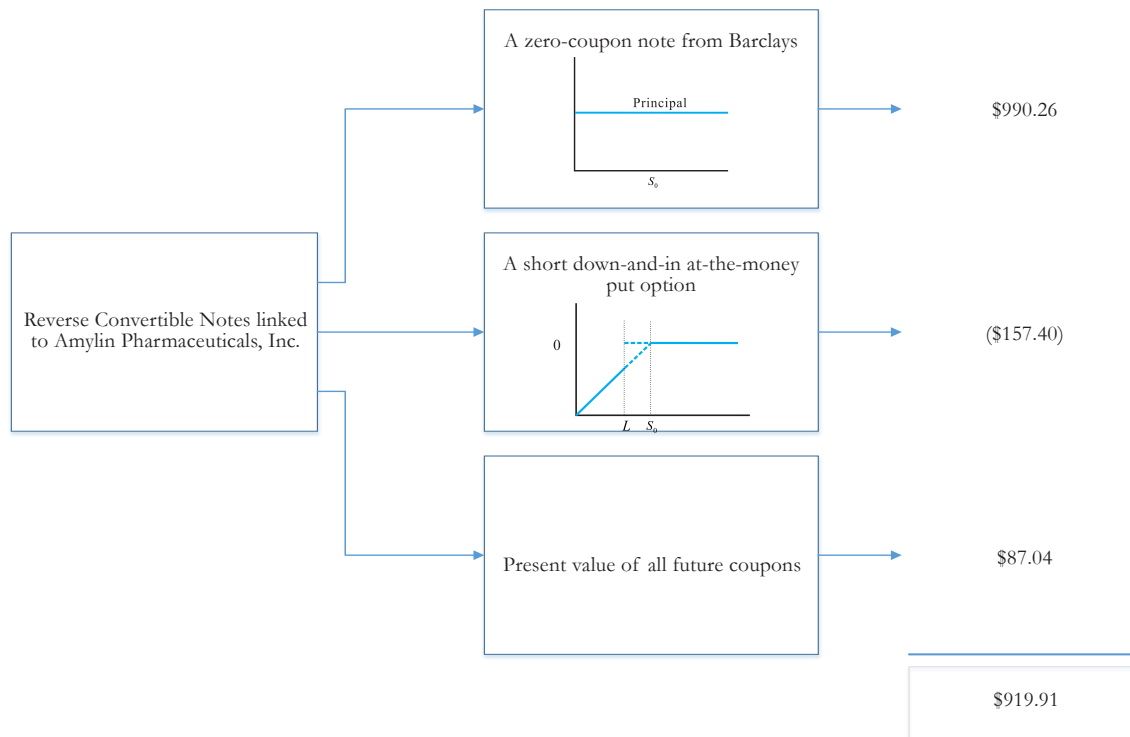 A zero-coupon note from Barclays
Principal
S₀
$990.26
Reverse Convertible Notes linked
to Amylin Pharmaceuticals, Inc.
A short down-and-in at-the-money
put option
0
L S₀
($157.40)
Present value of all future coupons
$87.04
$919.91